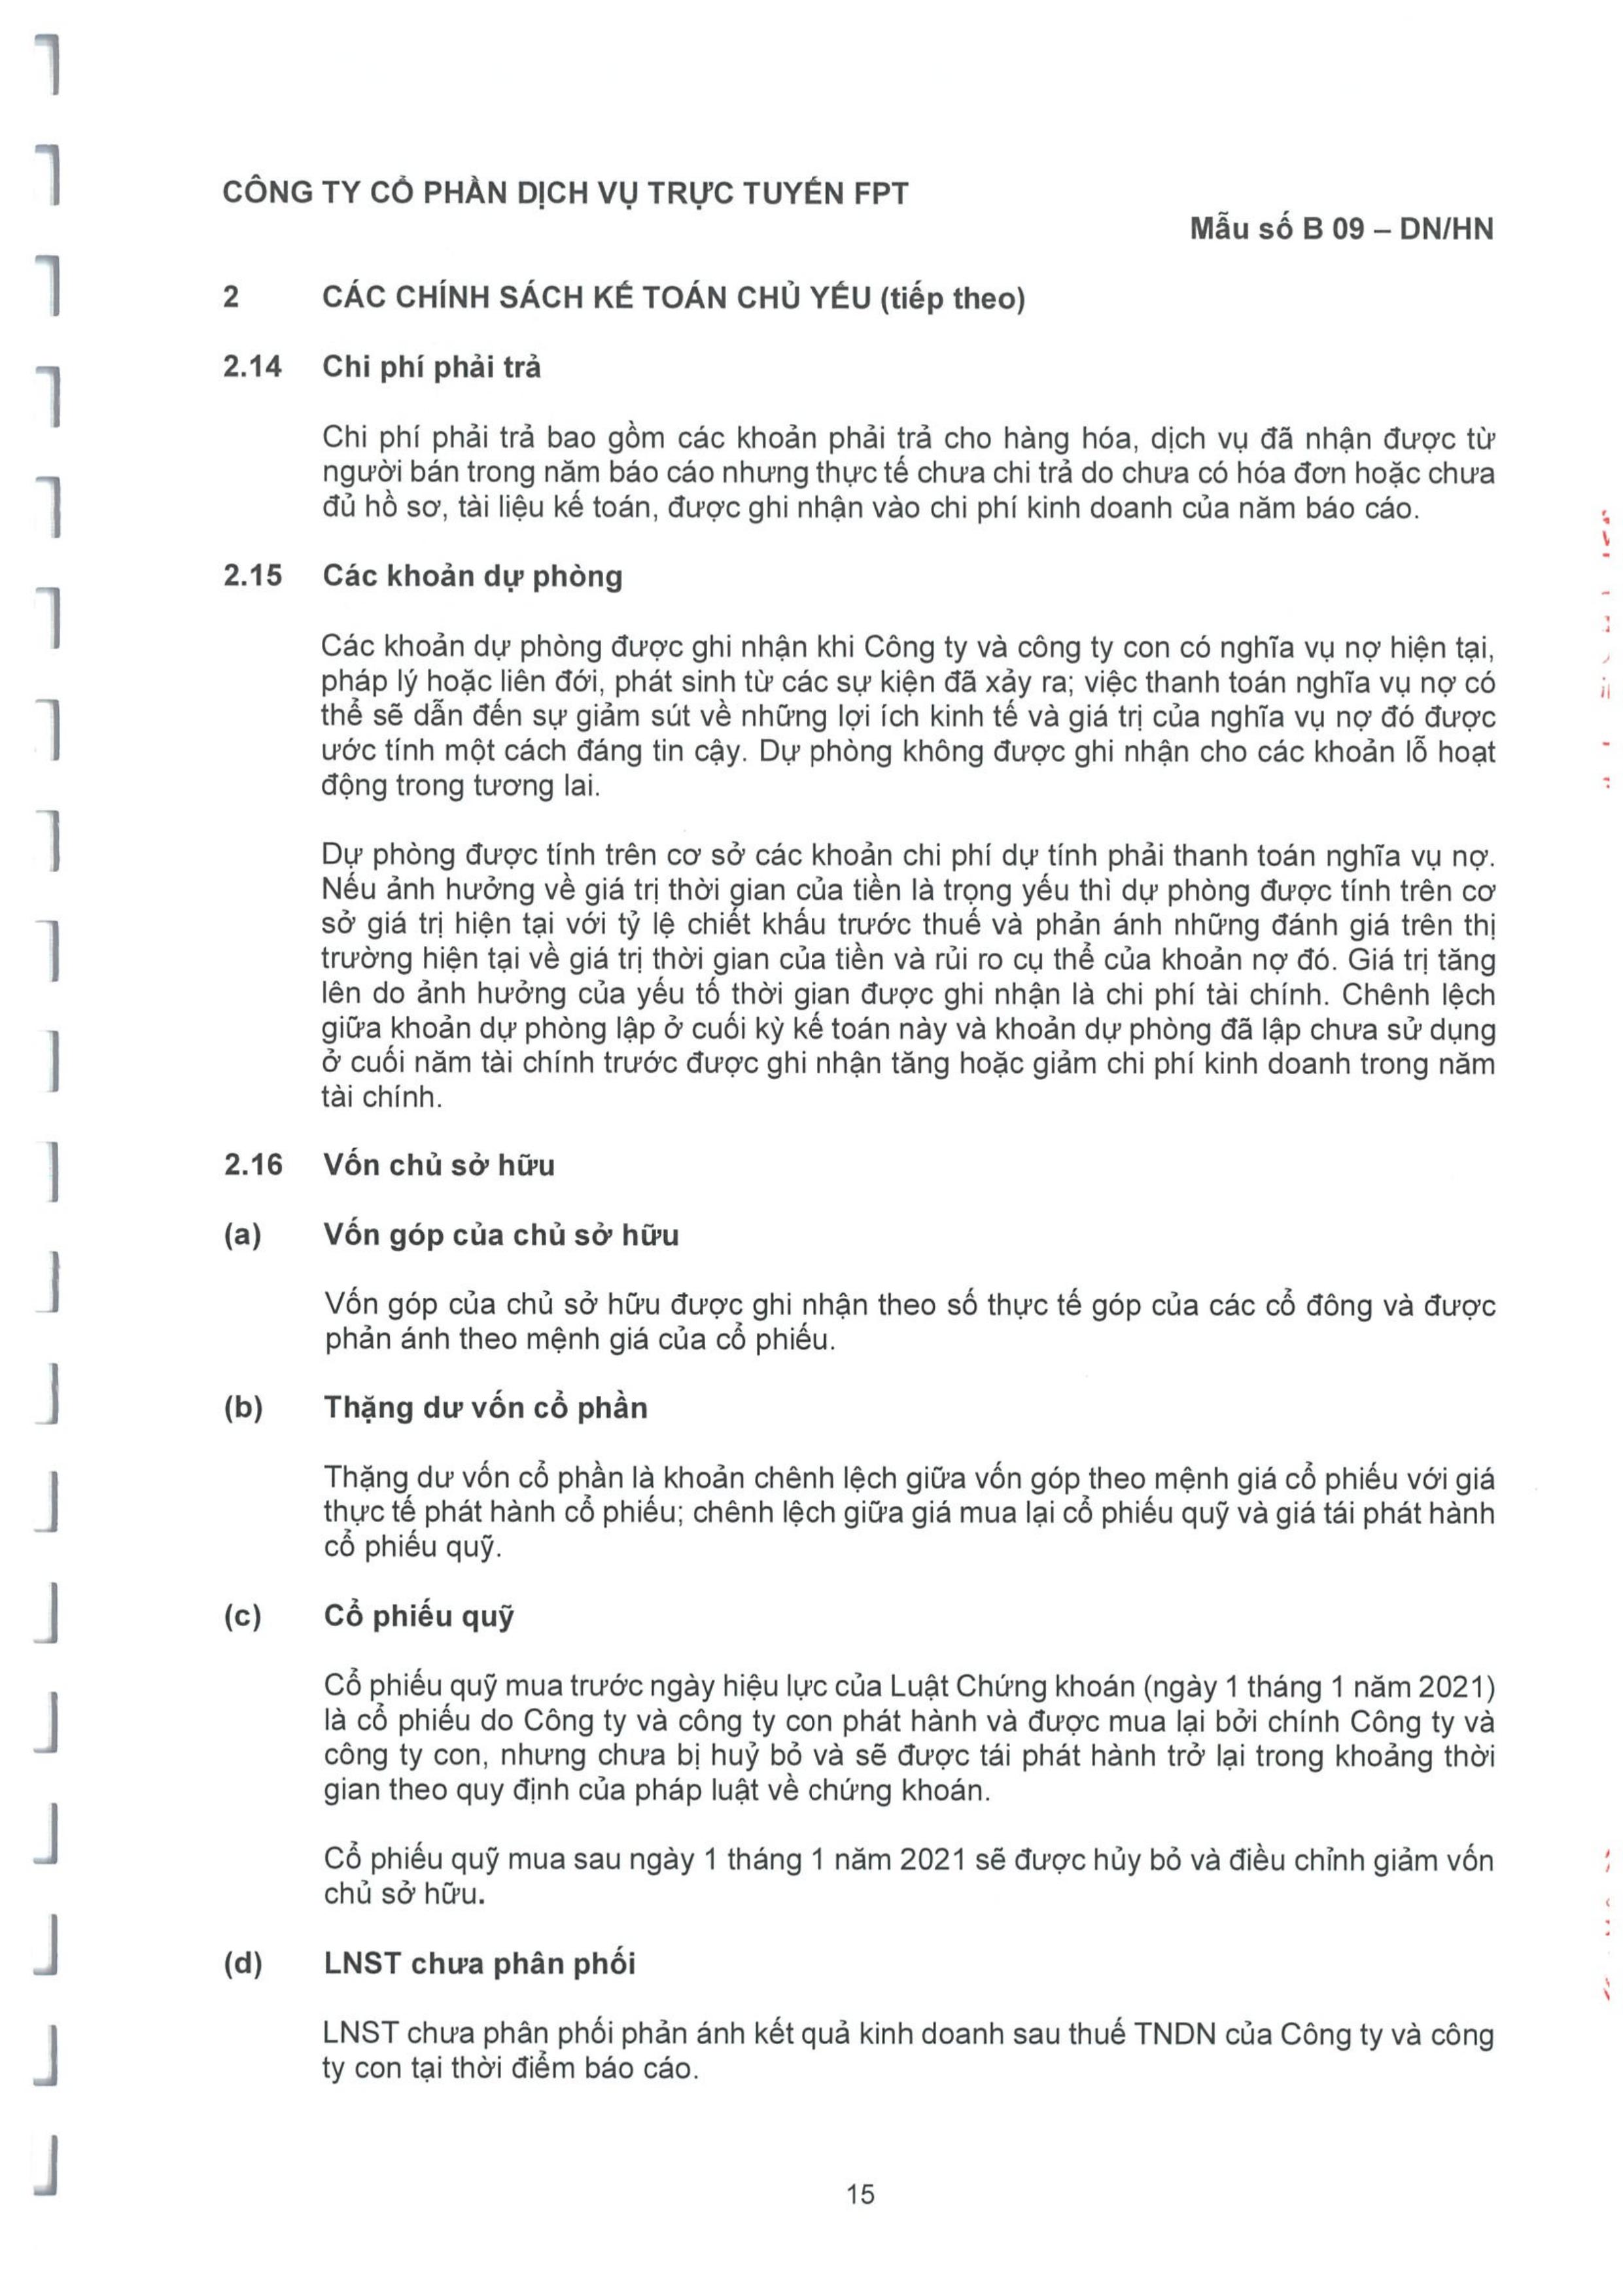 CÔNG TY CỔ PHẦN DỊCH VỤ TRỰC TUYẾN FPT
Mẫu số B 09 – DN/HN
2 CÁC CHÍNH SÁCH KẾ TOÁN CHỦ YẾU (tiếp theo)
2.14 Chi phí phải trả
Chi phí phải trả bao gồm các khoản phải trả cho hàng hóa, dịch vụ đã nhận được từ
người bán trong năm báo cáo nhưng thực tế chưa chi trả do chưa có hóa đơn hoặc chưa
đủ hồ sơ, tài liệu kế toán, được ghi nhận vào chi phí kinh doanh của năm báo cáo.
2.15 Các khoản dự phòng
Các khoản dự phòng được ghi nhận khi Công ty và công ty con có nghĩa vụ nợ hiện tại,
pháp lý hoặc liên đới, phát sinh từ các sự kiện đã xảy ra; việc thanh toán nghĩa vụ nợ có
thể sẽ dẫn đến sự giảm sút về những lợi ích kinh tế và giá trị của nghĩa vụ nợ đó được
ước tính một cách đáng tin cậy. Dự phòng không được ghi nhận cho các khoản lỗ hoạt
động trong tương lai.
Dự phòng được tính trên cơ sở các khoản chi phí dự tính phải thanh toán nghĩa vụ nợ.
Nếu ảnh hưởng về giá trị thời gian của tiền là trọng yếu thì dự phòng được tính trên cơ
sở giá trị hiện tại với tỷ lệ chiết khấu trước thuế và phản ánh những đánh giá trên thị
trường hiện tại về giá trị thời gian của tiền và rủi ro cụ thể của khoản nợ đó. Giá trị tăng
lên do ảnh hưởng của yếu tố thời gian được ghi nhận là chi phí tài chính. Chênh lệch
giữa khoản dự phòng lập ở cuối kỳ kế toán này và khoản dự phòng đã lập chưa sử dụng
ở cuối năm tài chính trước được ghi nhận tăng hoặc giảm chi phí kinh doanh trong năm
tài chính.
2.16 Vốn chủ sở hữu
(a) Vốn góp của chủ sở hữu
Vốn góp của chủ sở hữu được ghi nhận theo số thực tế góp của các cổ đông và được
phản ánh theo mệnh giá của cổ phiếu.
(b) Thặng dư vốn cổ phần
Thặng dư vốn cổ phần là khoản chênh lệch giữa vốn góp theo mệnh giá cổ phiếu với giá
thực tế phát hành cổ phiếu; chênh lệch giữa giá mua lại cổ phiếu quỹ và giá tái phát hành
cổ phiếu quỹ.
(c) Cổ phiếu quỹ
Cổ phiếu quỹ mua trước ngày hiệu lực của Luật Chứng khoán (ngày 1 tháng 1 năm 2021)
là cổ phiếu do Công ty và công ty con phát hành và được mua lại bởi chính Công ty và
công ty con, nhưng chưa bị huỷ bỏ và sẽ được tái phát hành trở lại trong khoảng thời
gian theo quy định của pháp luật về chứng khoán.
Cổ phiếu quỹ mua sau ngày 1 tháng 1 năm 2021 sẽ được hủy bỏ và điều chỉnh giảm vốn
chủ sở hữu.
(d) LNST chưa phân phối
LNST chưa phân phối phản ánh kết quả kinh doanh sau thuế TNDN của Công ty và công
ty con tại thời điểm báo cáo.
15